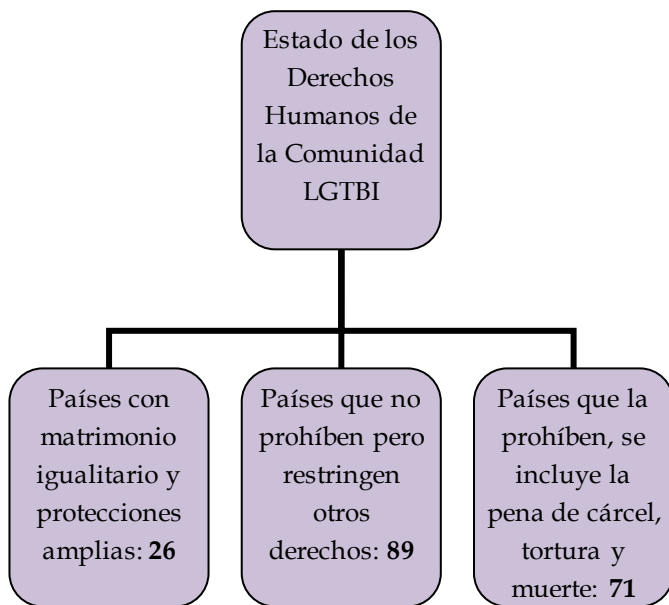 Estado de los
Derechos
Humanos de
la Comunidad
LGTBI
Países con
matrimonio
igualitario y
protecciones
amplias: 26
Países que no
prohíben pero
restringen
otros
derechos: 89
Países que la
prohíben, se
incluye la
pena de cárcel,
tortura y
muerte: 71